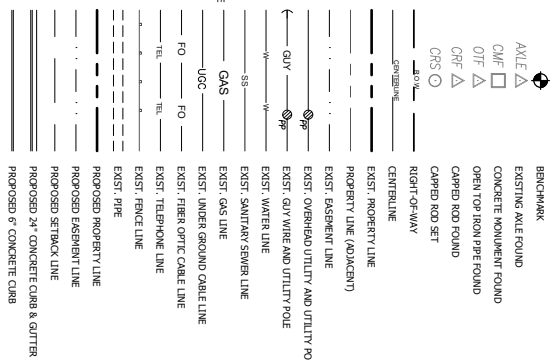 BENCHMARK
AXLE EXISTING AXLE FOUND
CMF CONCRETE MONUMENT FOUND
OTF OPEN TOP IRON PIPE FOUND
CRF CAPPED ROD FOUND
CRS CAPPED ROD SET
R O W RIGHT-OF-WAY
CENTERLINE CENTERLINE
EXIST. PROPERTY LINE
PROPERTY LINE (ADJACENT)
EXIST. EASEMENT LINE
PP EXIST. OVERHEAD UTILITY AND UTILITY PO
GUY PP EXIST. GUY WIRE AND UTILITY POLE
W W EXIST. WATER LINE
SS EXIST. SANITARY SEWER LINE
GAS EXIST. GAS LINE
UGC EXIST. UNDER GROUND CABLE LINE
FO FO EXIST. FIBER OPTIC CABLE LINE
TEL TEL EXIST. TELEPHONE LINE
EXIST. FENCE LINE
EXIST. PIPE
PROPOSED PROPERTY LINE
PROPOSED EASEMENT LINE
PROPOSED SETBACK LINE
PROPOSED 24" CONCRETE CURB & GUTTER
PROPOSED 6" CONCRETE CURB